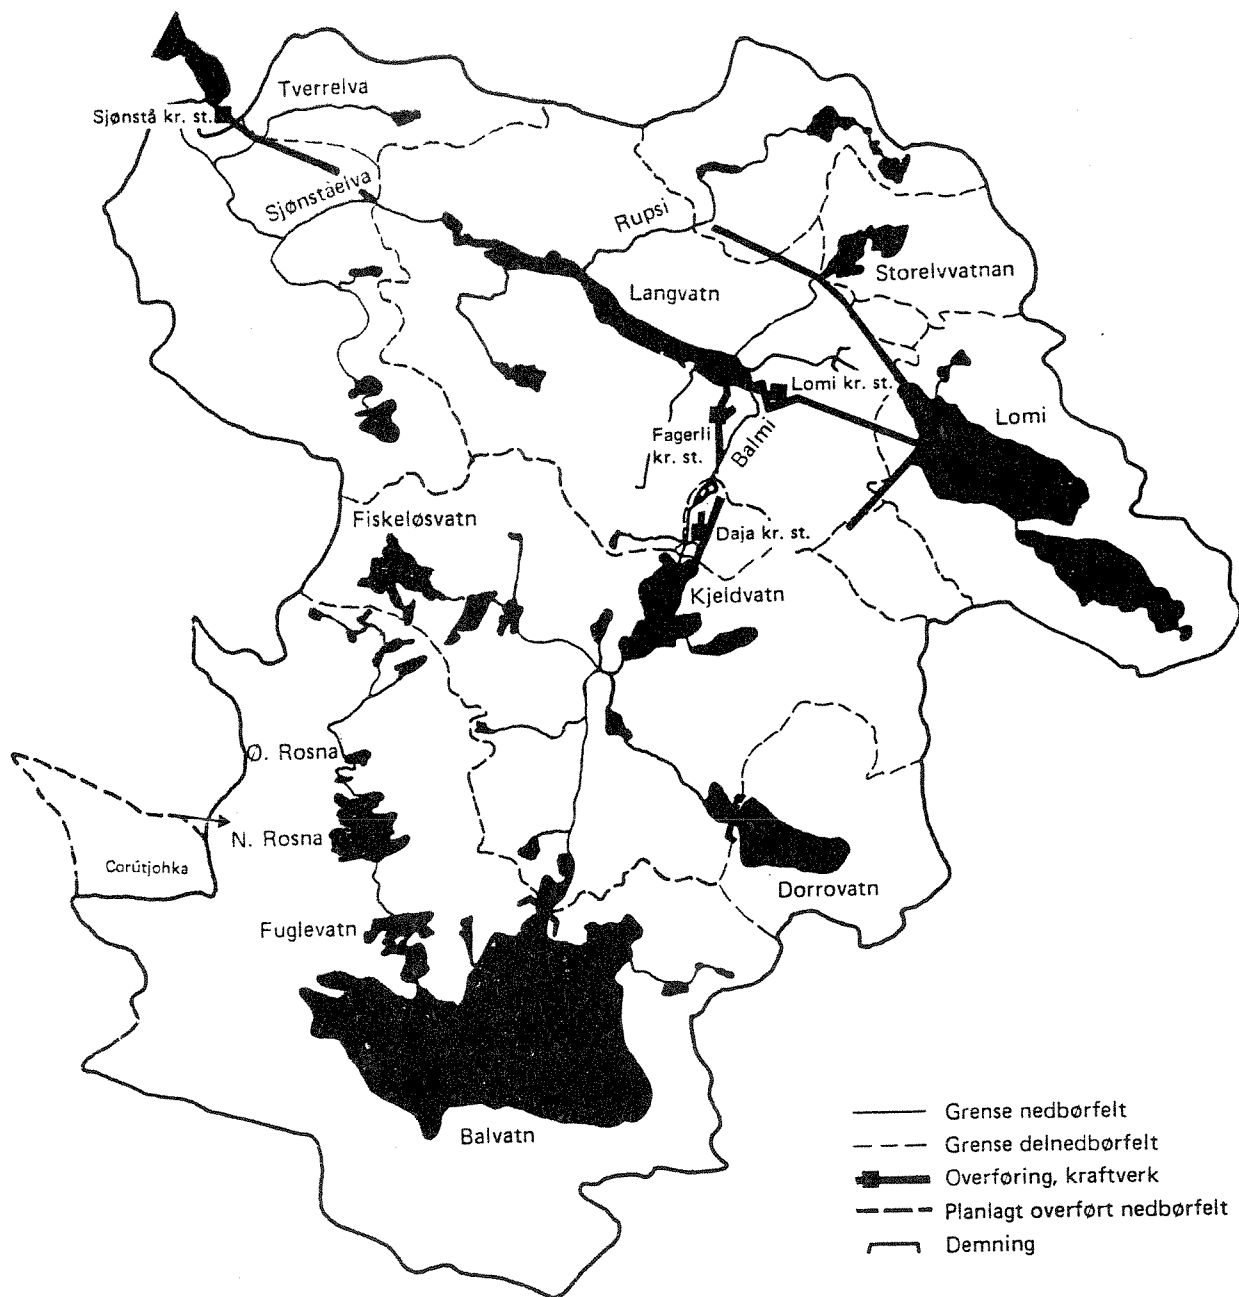 Tverrelva
Sjønstå kr. st.
Sjønståelva
Rupsi
Storelvvatnan
Langvatn
Lomi kr. st.
Lomi
Fagerli
kr. st.
Balmi
Fiskeløsvatn
Daja kr. st.
Kjeldvatn
Ø. Rosna
N. Rosna
Corútjohka
Dorrovatn
Fuglevatn
Balvatn
Grense nedbørfelt
Grense delnedbørfelt
Overføring, kraftverk
Planlagt overført nedbørfelt
Demning